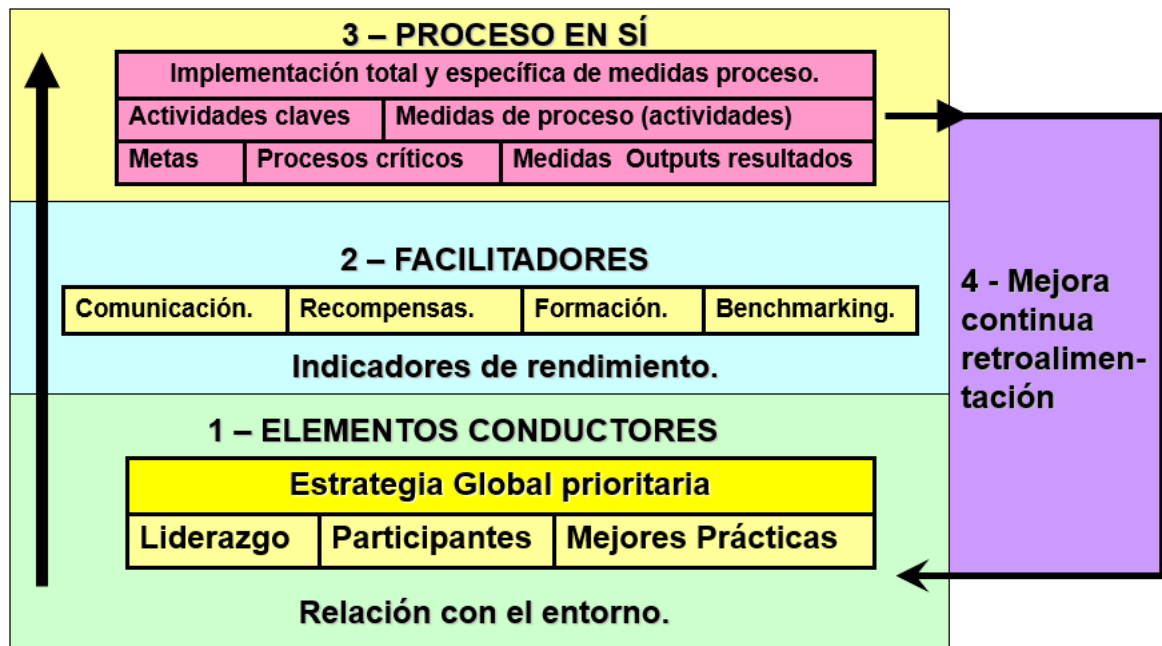 3 – PROCESO EN SÍ
Implementación total y específica de medidas proceso.
Actividades claves
Medidas de proceso (actividades)
Metas
Procesos críticos
Medidas Outputs resultados
2 – FACILITADORES
Comunicación.
Recompensas.
Formación.
Benchmarking.
Indicadores de rendimiento.
1 – ELEMENTOS CONDUCTORES
Estrategia Global prioritaria
Liderazgo
Participantes
Mejores Prácticas
Relación con el entorno.
4 - Mejora
continua
retroalimen-
tación